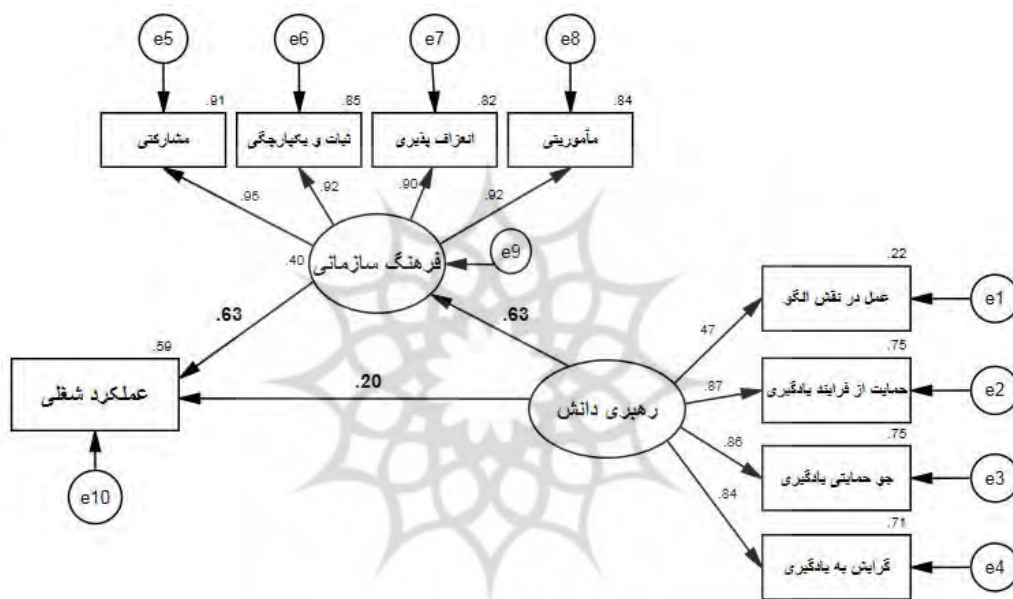 e5
e6
e7
e8
.91
.85
.82
.84
مشارکتی
ثبات و یکپارچگی
انعزاف پذیری
مأموریتی
.95
.92
.90
.92
.40
فرهنگ سازمانی
e9
.22
عمل در نقش الگو
e1
.63
.63
47
.59
عملکرد شغلی
.20
رهبری دانش
.87
.75
حمایت از فرایند یادگیری
e2
.86
.75
جو حمایتی یادگیری
e3
e10
.84
.71
گرایش به یادگیری
e4